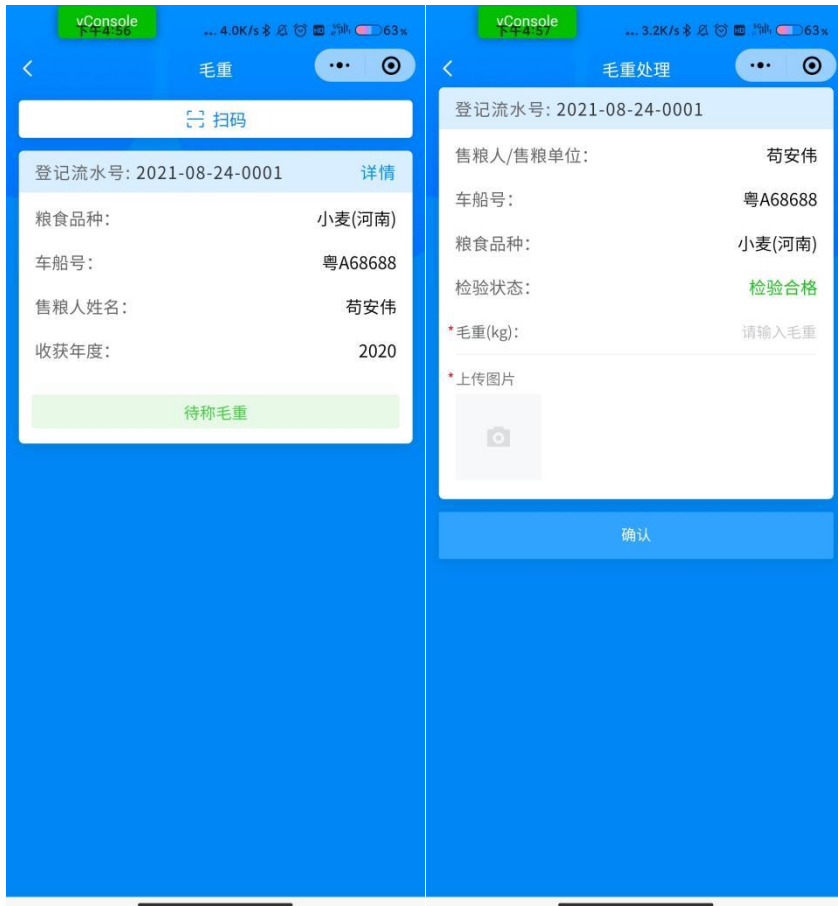 vConsole
下午4:56
... 4.0K/s
63%
毛重
扫码
登记流水号: 2021-08-24-0001 详情
粮食品种: 小麦(河南)
车船号: 粤A68688
售粮人姓名: 苟安伟
收获年度: 2020
待称毛重
vConsole
下午4:57
... 3.2K/s
63%
毛重处理
登记流水号: 2021-08-24-0001
售粮人/售粮单位: 苟安伟
车船号: 粤A68688
粮食品种: 小麦(河南)
检验状态: 检验合格
*毛重(kg): 请输入毛重
*上传图片
确认